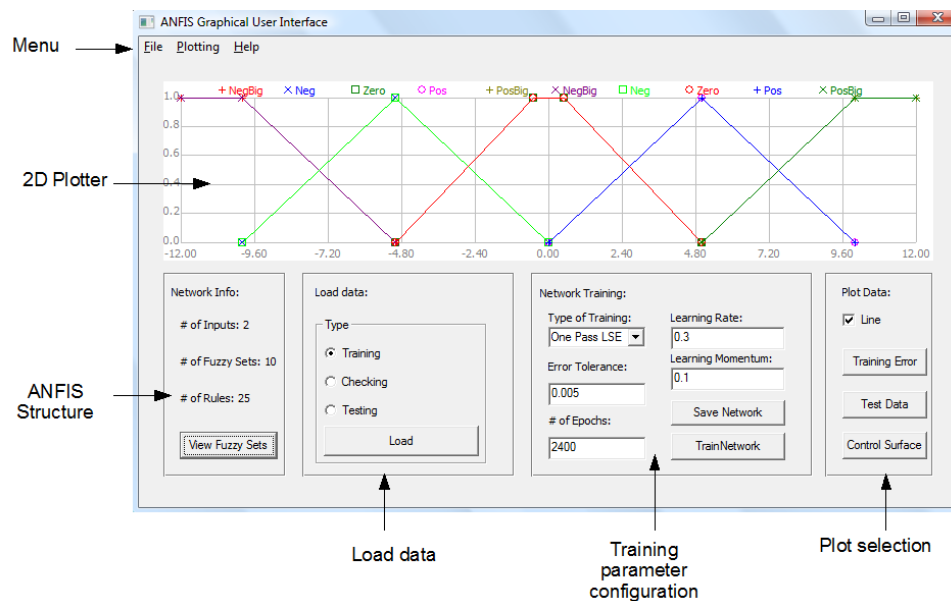 ANFIS Graphical User Interface
Menu
File Plotting Help
NegBig Neg Zero Pos PosBig NegBig Neg Zero Pos PosBig
1.0
0.8
0.6
2D Plotter
0.4
0.2
0.0
-12.00 -9.60 -7.20 -4.80 -2.40 0.00 2.40 4.80 7.20 9.60 12.00
Network Info:
# of Inputs: 2
# of Fuzzy Sets: 10
# of Rules: 25
View Fuzzy Sets
ANFIS
Structure
Load data:
Type
Training
Checking
Testing
Load
Network Training:
Type of Training:
One Pass LSE
Error Tolerance:
0.005
# of Epochs:
2400
Learning Rate:
0.3
Learning Momentum:
0.1
Save Network
TrainNetwork
Plot Data:
Line
Training Error
Test Data
Control Surface
Load data
Training
parameter
configuration
Plot selection